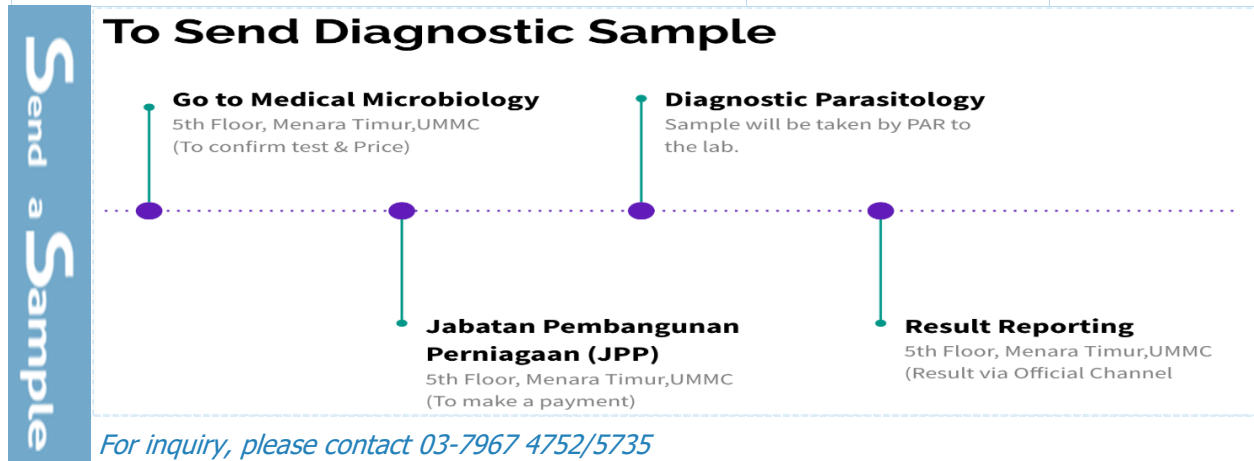 Send a Sample
To Send Diagnostic Sample
Go to Medical Microbiology
5th Floor, Menara Timur,UMMC
(To confirm test & Price)
Jabatan Pembangunan
Perniagaan (JPP)
5th Floor, Menara Timur,UMMC
(To make a payment)
Diagnostic Parasitology
Sample will be taken by PAR to
the lab.
Result Reporting
5th Floor, Menara Timur,UMMC
(Result via Official Channel
For inquiry, please contact 03-7967 4752/5735